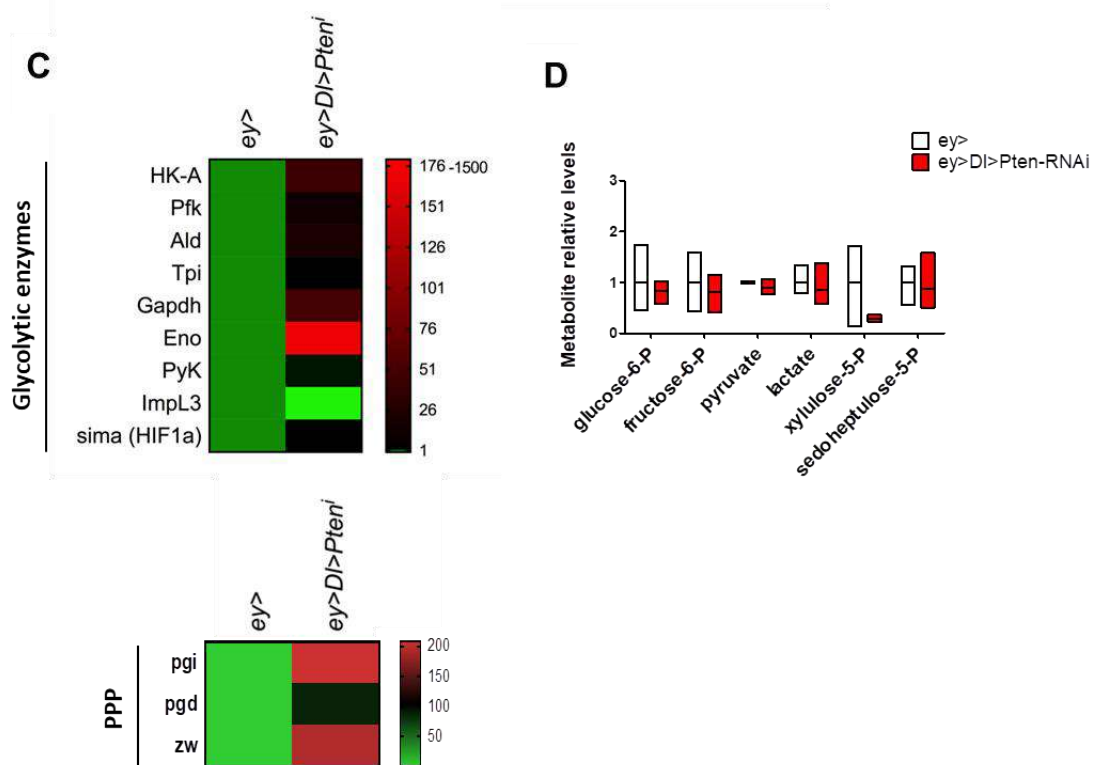 C
ey>
ey>Dl>Ptenⁱ
Glycolytic enzymes
HK-A
Pfk
Ald
Tpi
Gapdh
Eno
PyK
ImpL3
sima (HIF1a)
176 -1500
151
126
101
76
51
26
1
ey>
ey>Dl>Ptenⁱ
PPP
pgi
pgd
zw
200
150
100
50
D
ey>
ey>Dl>Pten-RNAi
Metabolite relative levels
3
2
1
0
glucose-6-P
fructose-6-P
pyruvate
lactate
xylulose-5-P
sedoheptulose-5-P